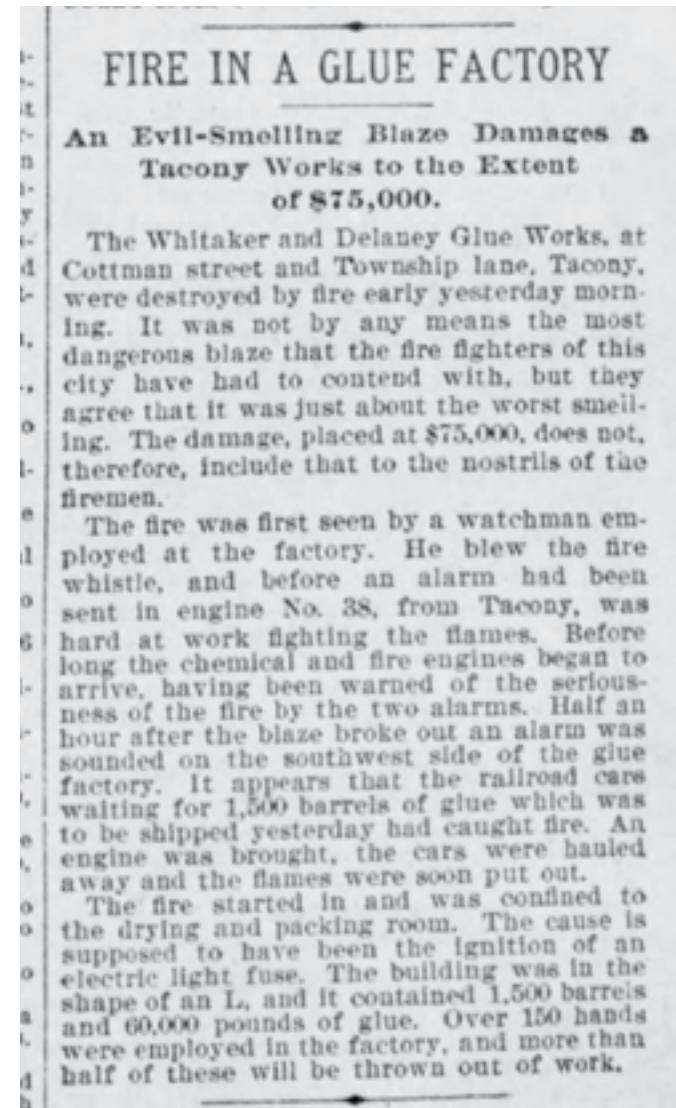 FIRE IN A GLUE FACTORY
An Evil-Smelling Blaze Damages a
Tacony Works to the Extent
of $75,000.
The Whitaker and Delaney Glue Works, at
Cottman street and Township lane, Tacony,
were destroyed by fire early yesterday morn-
ing. It was not by any means the most
dangerous blaze that the fire fighters of this
city have had to contend with, but they
agree that it was just about the worst smell-
ing. The damage, placed at $75,000, does not,
therefore, include that to the nostrils of the
firemen.
The fire was first seen by a watchman em-
ployed at the factory. He blew the fire
whistle, and before an alarm had been
sent in engine No. 38, from Tacony, was
hard at work fighting the flames. Before
long the chemical and fire engines began to
arrive, having been warned of the serious-
ness of the fire by the two alarms. Half an
hour after the blaze broke out an alarm was
sounded on the southwest side of the glue
factory. It appears that the railroad cars
waiting for 1,500 barrels of glue which was
to be shipped yesterday had caught fire. An
engine was brought, the cars were hauled
away and the flames were soon put out.
The fire started in and was confined to
the drying and packing room. The cause is
supposed to have been the ignition of an
electric light fuse. The building was in the
shape of an L, and it contained 1,500 barrels
and 60,000 pounds of glue. Over 150 hands
were employed in the factory, and more than
half of these will be thrown out of work.